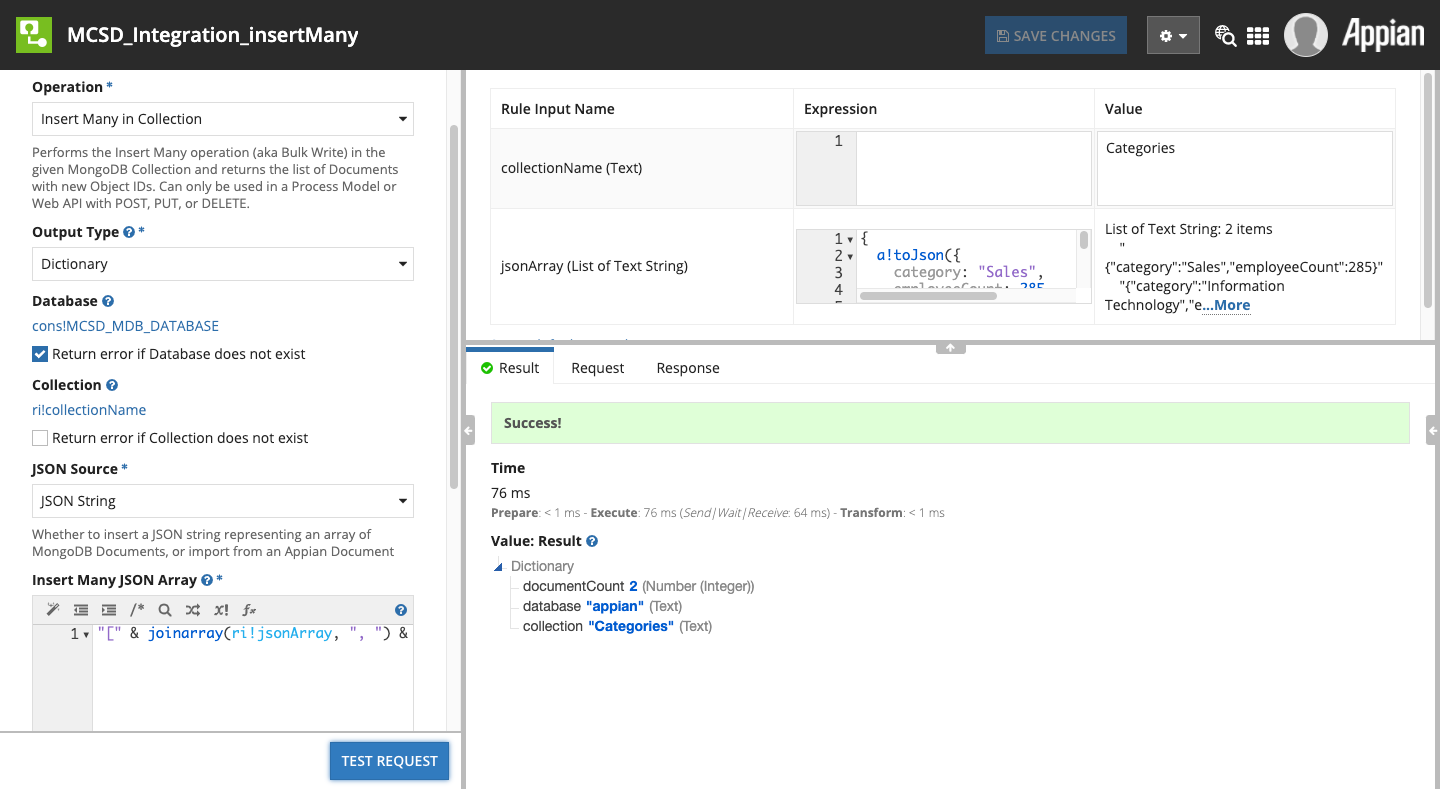 MCSD_Integration_insertMany
SAVE CHANGES
Appian
Operation *
Insert Many in Collection
Performs the Insert Many operation (aka Bulk Write) in the
given MongoDB Collection and returns the list of Documents
with new Object IDs. Can only be used in a Process Model or
Web API with POST, PUT, or DELETE.
Output Type ? *
Dictionary
Database ?
cons!MCSD_MDB_DATABASE
Return error if Database does not exist
Collection ?
ri!collectionName
Return error if Collection does not exist
JSON Source *
JSON String
Whether to insert a JSON string representing an array of
MongoDB Documents, or import from an Appian Document
Insert Many JSON Array ? *
/* x! fx ?
1 "[" & joinarray(ri!jsonArray, ", ") &
TEST REQUEST
Rule Input Name Expression Value
collectionName (Text)
1
Categories
jsonArray (List of Text String)
1 {
2 a!toJson({
3 category: "Sales",
4 employeeCount: 285
List of Text String: 2 items
"
{"category":"Sales","employeeCount":285}"
"{"category":"Information
Technology","e...More
Result Request Response
Success!
Time
76 ms
Prepare: < 1 ms - Execute: 76 ms (Send|Wait|Receive: 64 ms) - Transform: < 1 ms
Value: Result ?
Dictionary
documentCount 2 (Number (Integer))
database "appian" (Text)
collection "Categories" (Text)